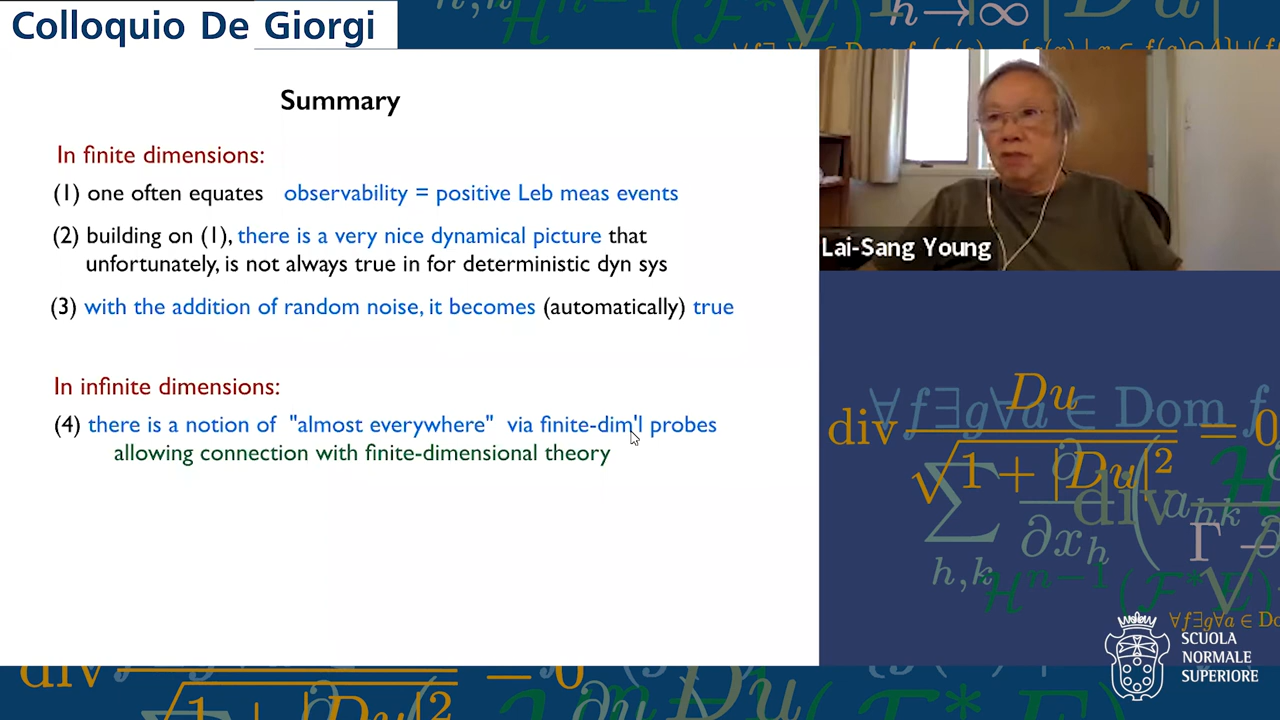 Colloquio De Giorgi
Summary
In finite dimensions:
(1) one often equates observability = positive Leb meas events
(2) building on (1), there is a very nice dynamical picture that
unfortunately, is not always true in for deterministic dyn sys
(3) with the addition of random noise, it becomes (automatically) true
In infinite dimensions:
(4) there is a notion of "almost everywhere" via finite-dim'l probes
allowing connection with finite-dimensional theory
Lai-Sang Young
SCUOLA
NORMALE
SUPERIORE